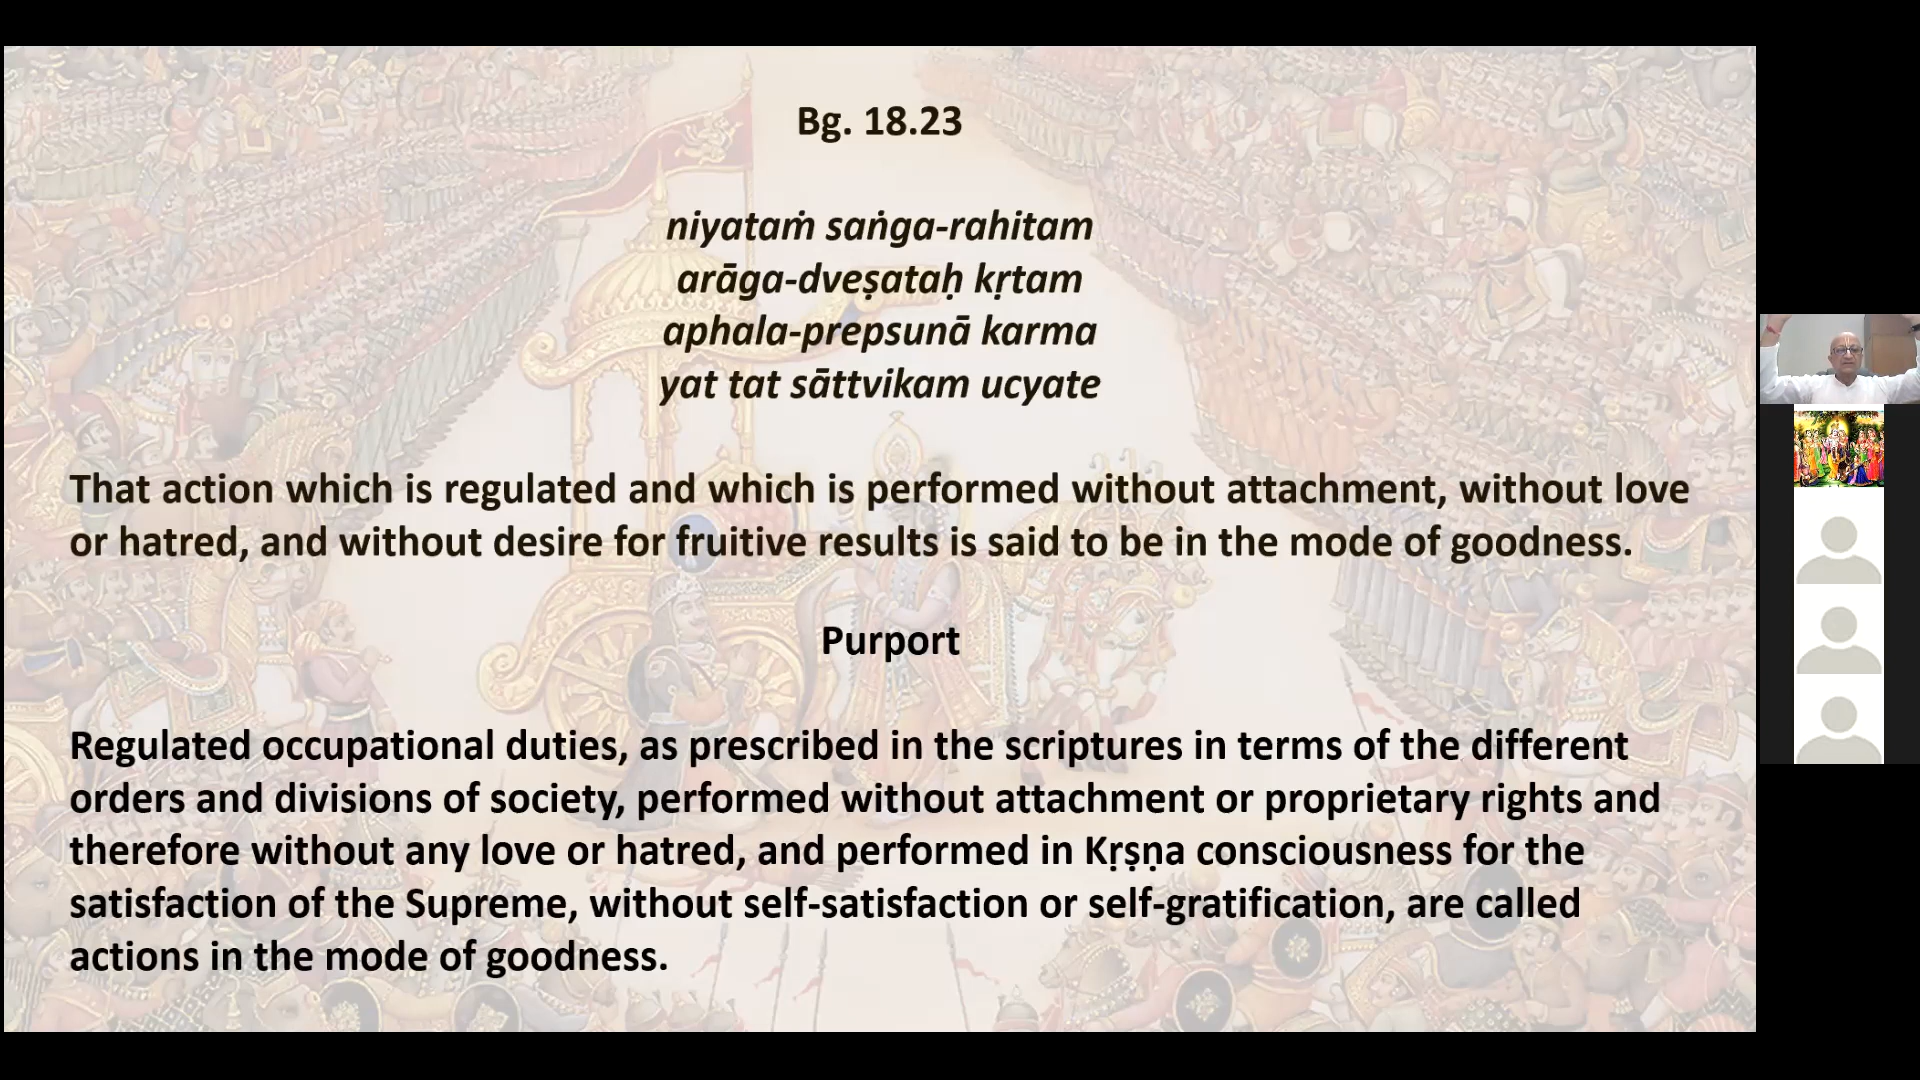 Bg. 18.23
niyataṁ saṅga-rahitam
arāga-dveṣataḥ kṛtam
aphala-prepsunā karma
yat tat sāttvikam ucyate
That action which is regulated and which is performed without attachment, without love
or hatred, and without desire for fruitive results is said to be in the mode of goodness.
Purport
Regulated occupational duties, as prescribed in the scriptures in terms of the different
orders and divisions of society, performed without attachment or proprietary rights and
therefore without any love or hatred, and performed in Kṛṣṇa consciousness for the
satisfaction of the Supreme, without self-satisfaction or self-gratification, are called
actions in the mode of goodness.